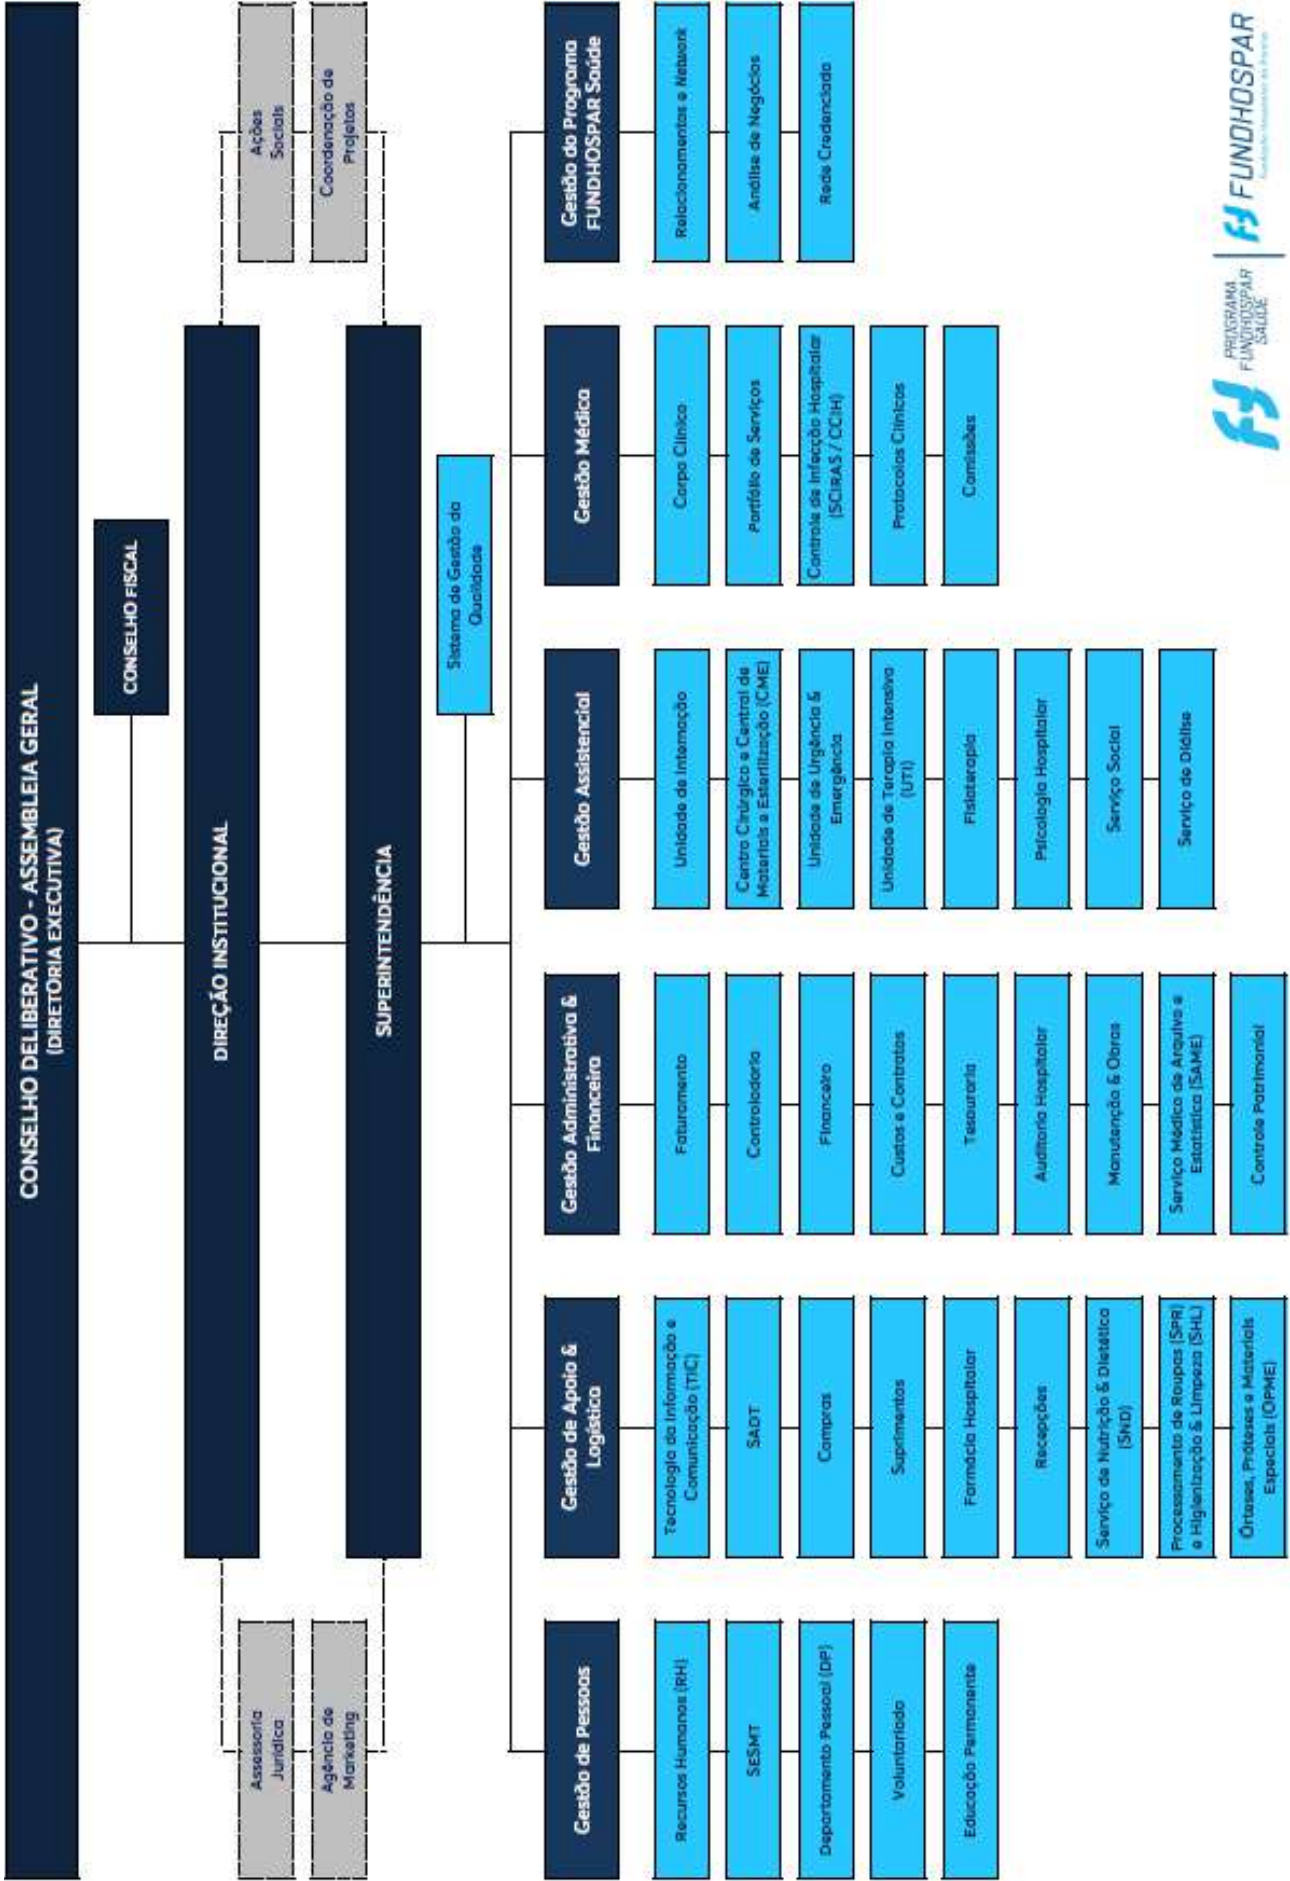 CONSELHO DELIBERATIVO - ASSEMBLEIA GERAL
(DIRETORIA EXECUTIVA)
CONSELHO FISCAL
DIREÇÃO INSTITUCIONAL
Assessoria
Jurídica
Agência de
Marketing
Ações
Sociais
Coordenação de
Projetos
SUPERINTENDÊNCIA
Sistema de Gestão da
Qualidade
Gestão de Pessoas
Recursos Humanos (RH)
SESMT
Departamento Pessoal (DP)
Voluntariado
Educação Permanente
Gestão de Apoio &
Logística
Tecnologia da Informação e
Comunicação (TIC)
SADT
Compras
Suprimentos
Farmácia Hospitalar
Recepções
Serviço de Nutrição & Dietética
(SND)
Processamento de Roupas (SPR)
e Higienização & Limpeza (SHL)
Órteses, Próteses e Materiais
Especiais (OPME)
Gestão Administrativa &
Financeira
Faturamento
Controladoria
Financeiro
Custos e Contratos
Tesouraria
Auditoria Hospitalar
Manutenção & Obras
Serviço Médico de Arquivo e
Estatística (SAME)
Controle Patrimonial
Gestão Assistencial
Unidade de Internação
Centro Cirúrgico e Central de
Materiais e Esterilização (CME)
Unidade de Urgência &
Emergência
Unidade de Terapia Intensiva
(UTI)
Fisioterapia
Psicologia Hospitalar
Serviço Social
Serviço de Diálise
Gestão Médica
Corpo Clínico
Portfólio de Serviços
Controle de Infecção Hospitalar
(SCIRAS / CCIH)
Protocolos Clínicos
Comissões
Gestão do Programa
FUNDHOSPAR Saúde
Relacionamentos e Network
Análise de Negócios
Rede Credenciada
PROGRAMA
FUNDHOSPAR
SAÚDE
FUNDHOSPAR
Fundação Hospitalar do Paraná